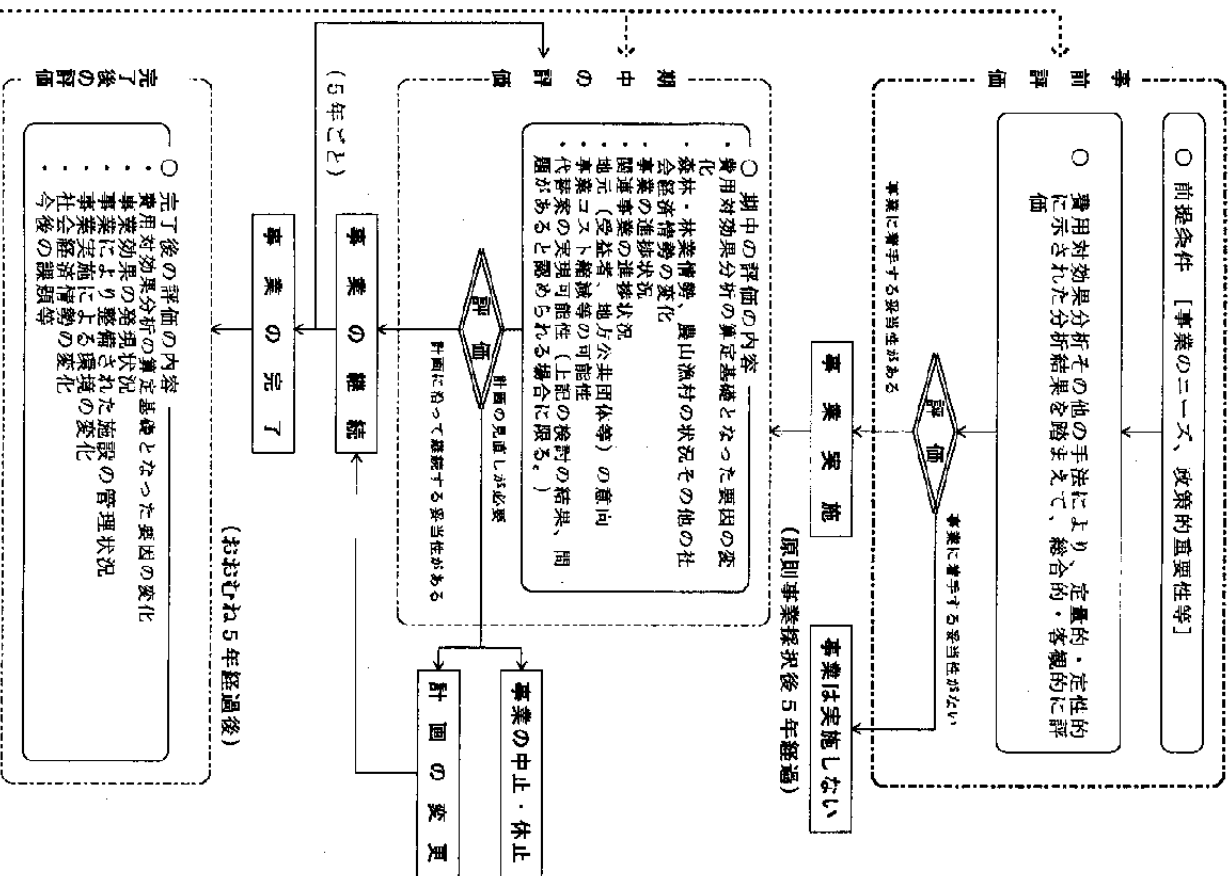 事前評価
○ 前提条件 [事業のニーズ、政策的重要性等]
○ 費用対効果分析その他の手法により、定量的・定性的
に示された分析結果を踏まえて、総合的・客観的に評
価
評価
事業に着手する妥当性がある
事業に着手する妥当性がない
事業実施
事業は実施しない
(原則事業採択後5年経過)
期中の評価
○ 期中の評価の内容
・費用対効果分析の算定基礎となった要因の変
化
・森林・林業情勢、農山漁村の状況その他の社
会経済情勢の変化
・事業の進捗状況
・関連事業の進捗状況
・地元(受益者、地方公共団体等)の意向
・事業コスト縮減等の可能性
・代替案の実現可能性(上記の検討の結果、問
題があると認められる場合に限る。)
評価
計画の見直しが必要
計画に沿って継続する妥当性がある
事業の中止・休止
計画の変更
(5年ごと)
事業の継続
事業の完了
(おおむね5年経過後)
完了後の評価
○ 完了後の評価の内容
・費用対効果分析の算定基礎となった要因の変化
・事業効果の発現状況
・事業により整備された施設の管理状況
・事業実施による環境の変化
・社会経済情勢の変化
・今後の課題等